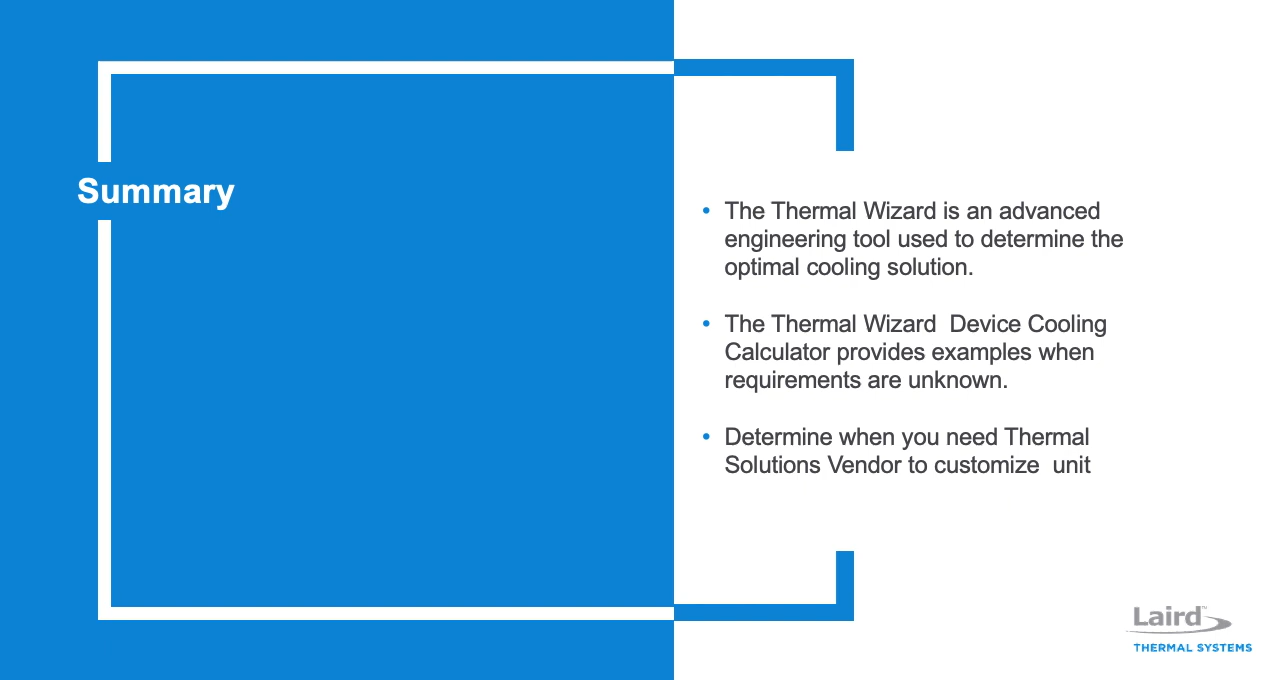 Summary
• The Thermal Wizard is an advanced
engineering tool used to determine the
optimal cooling solution.
• The Thermal Wizard  Device Cooling
Calculator provides examples when
requirements are unknown.
• Determine when you need Thermal
Solutions Vendor to customize  unit
Laird™
THERMAL SYSTEMS